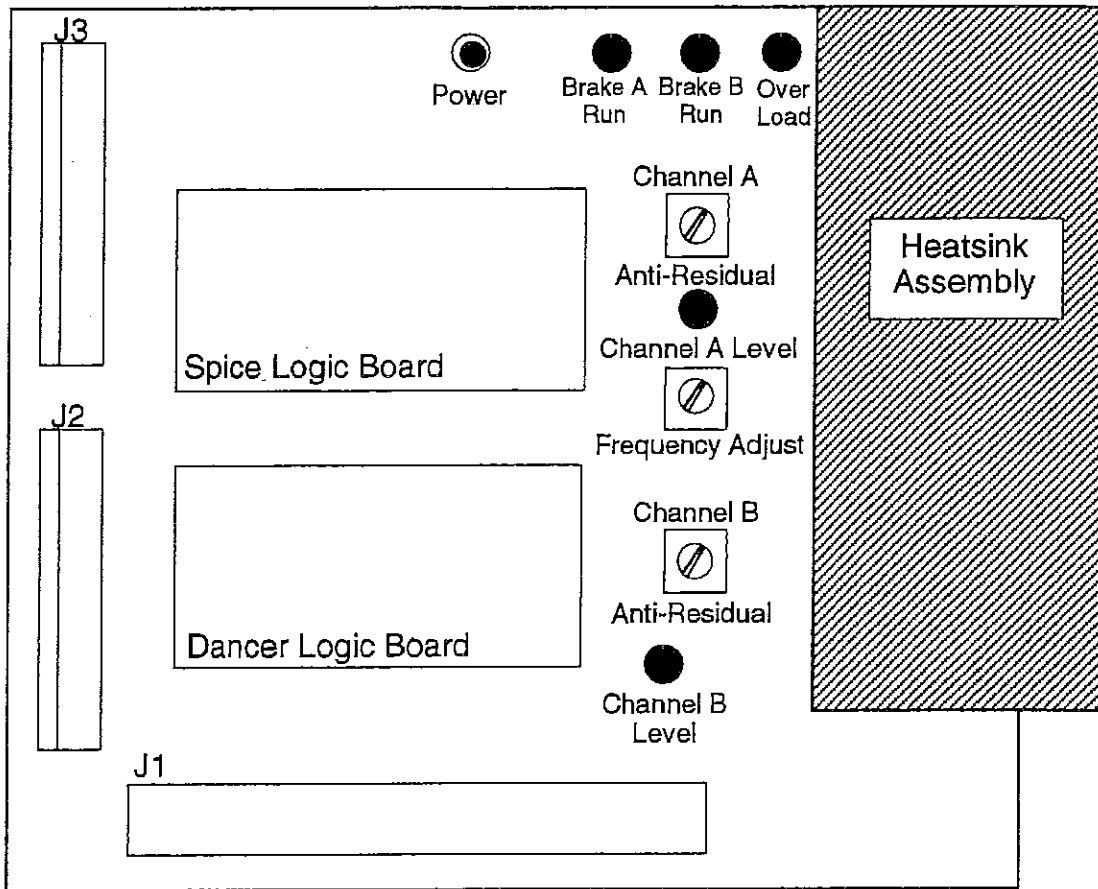 J3
Power
Brake A
Run
Brake B
Run
Over
Load
Channel A
Anti-Residual
Channel A Level
Frequency Adjust
Channel B
Anti-Residual
Channel B
Level
Heatsink
Assembly
Spice Logic Board
J2
Dancer Logic Board
J1